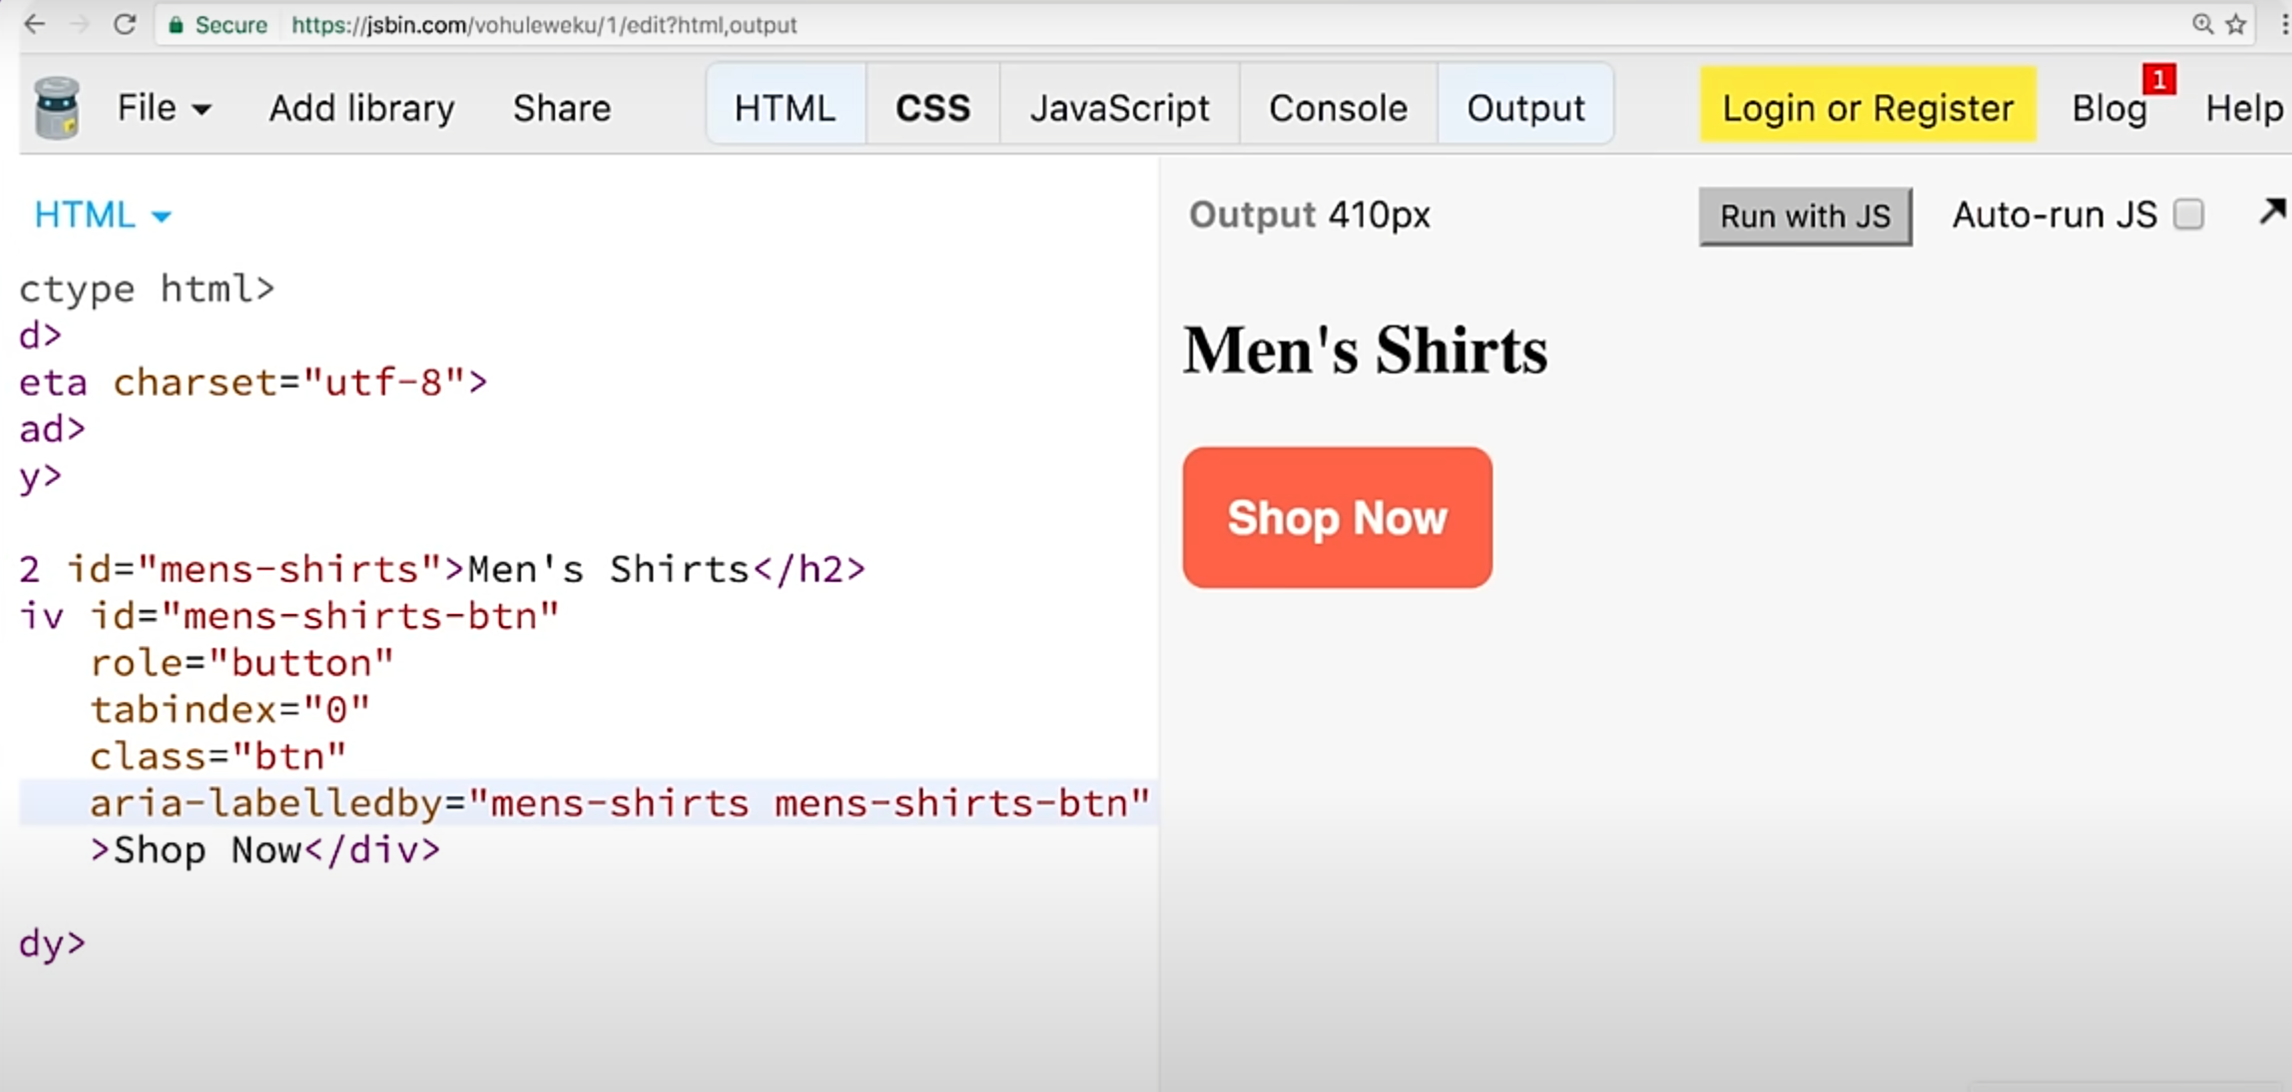 Secure https://jsbin.com/vohuleweku/1/edit?html,output
File Add library Share HTML CSS JavaScript Console Output Login or Register Blog 1 Help
HTML
Output 410px Run with JS Auto-run JS
ctype html>
d>
eta charset="utf-8">
ad>
y>
2 id="mens-shirts">Men's Shirts</h2>
iv id="mens-shirts-btn"
role="button"
tabindex="0"
class="btn"
aria-labelledby="mens-shirts mens-shirts-btn"
>Shop Now</div>
dy>
Men's Shirts
Shop Now